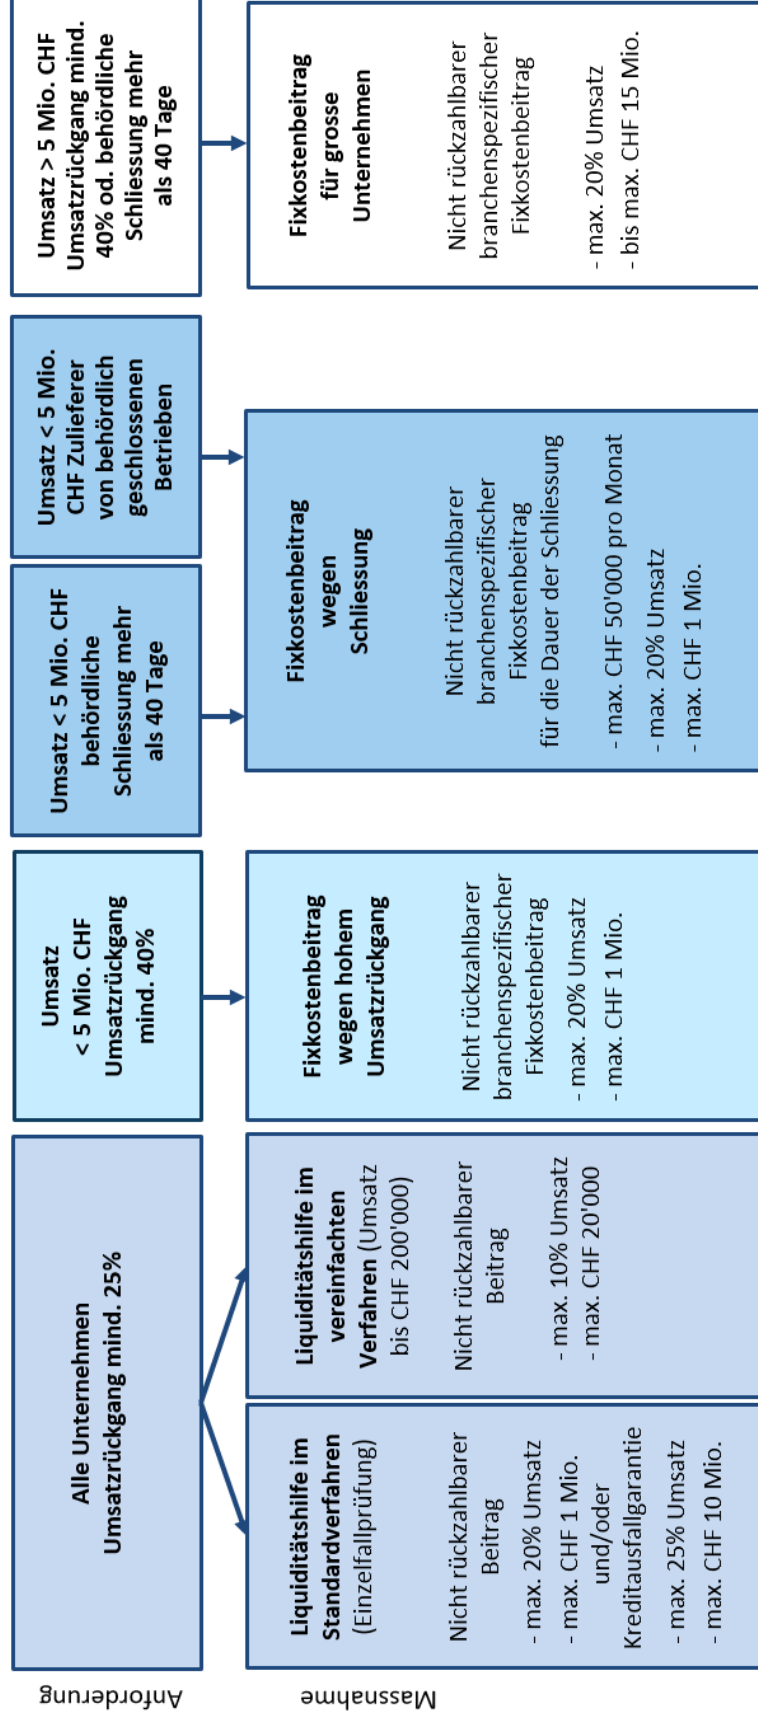 Anforderung
Alle Unternehmen
Umsatzrückgang mind. 25%
Umsatz
< 5 Mio. CHF
Umsatzrückgang
mind. 40%
Umsatz < 5 Mio. CHF
behördliche
Schliessung mehr
als 40 Tage
Umsatz < 5 Mio.
CHF Zulieferer
von behördlich
geschlossenen
Betrieben
Umsatz > 5 Mio. CHF
Umsatzrückgang mind.
40% od. behördliche
Schliessung mehr
als 40 Tage
Massnahme
Liquiditätshilfe im
Standardverfahren
(Einzelfallprüfung)
Nicht rückzahlbarer
Beitrag
- max. 20% Umsatz
- max. CHF 1 Mio.
und/oder
Kreditausfallgarantie
- max. 25% Umsatz
- max. CHF 10 Mio.
Liquiditätshilfe im
vereinfachten
Verfahren (Umsatz
bis CHF 200'000)
Nicht rückzahlbarer
Beitrag
- max. 10% Umsatz
- max. CHF 20'000
Fixkostenbeitrag
wegen hohem
Umsatzrückgang
Nicht rückzahlbarer
branchenspezifischer
Fixkostenbeitrag
- max. 20% Umsatz
- max. CHF 1 Mio.
Fixkostenbeitrag
wegen
Schliessung
Nicht rückzahlbarer
branchenspezifischer
Fixkostenbeitrag
für die Dauer der Schliessung
- max. CHF 50'000 pro Monat
- max. 20% Umsatz
- max. CHF 1 Mio.
Fixkostenbeitrag
für grosse
Unternehmen
Nicht rückzahlbarer
branchenspezifischer
Fixkostenbeitrag
- max. 20% Umsatz
- bis max. CHF 15 Mio.